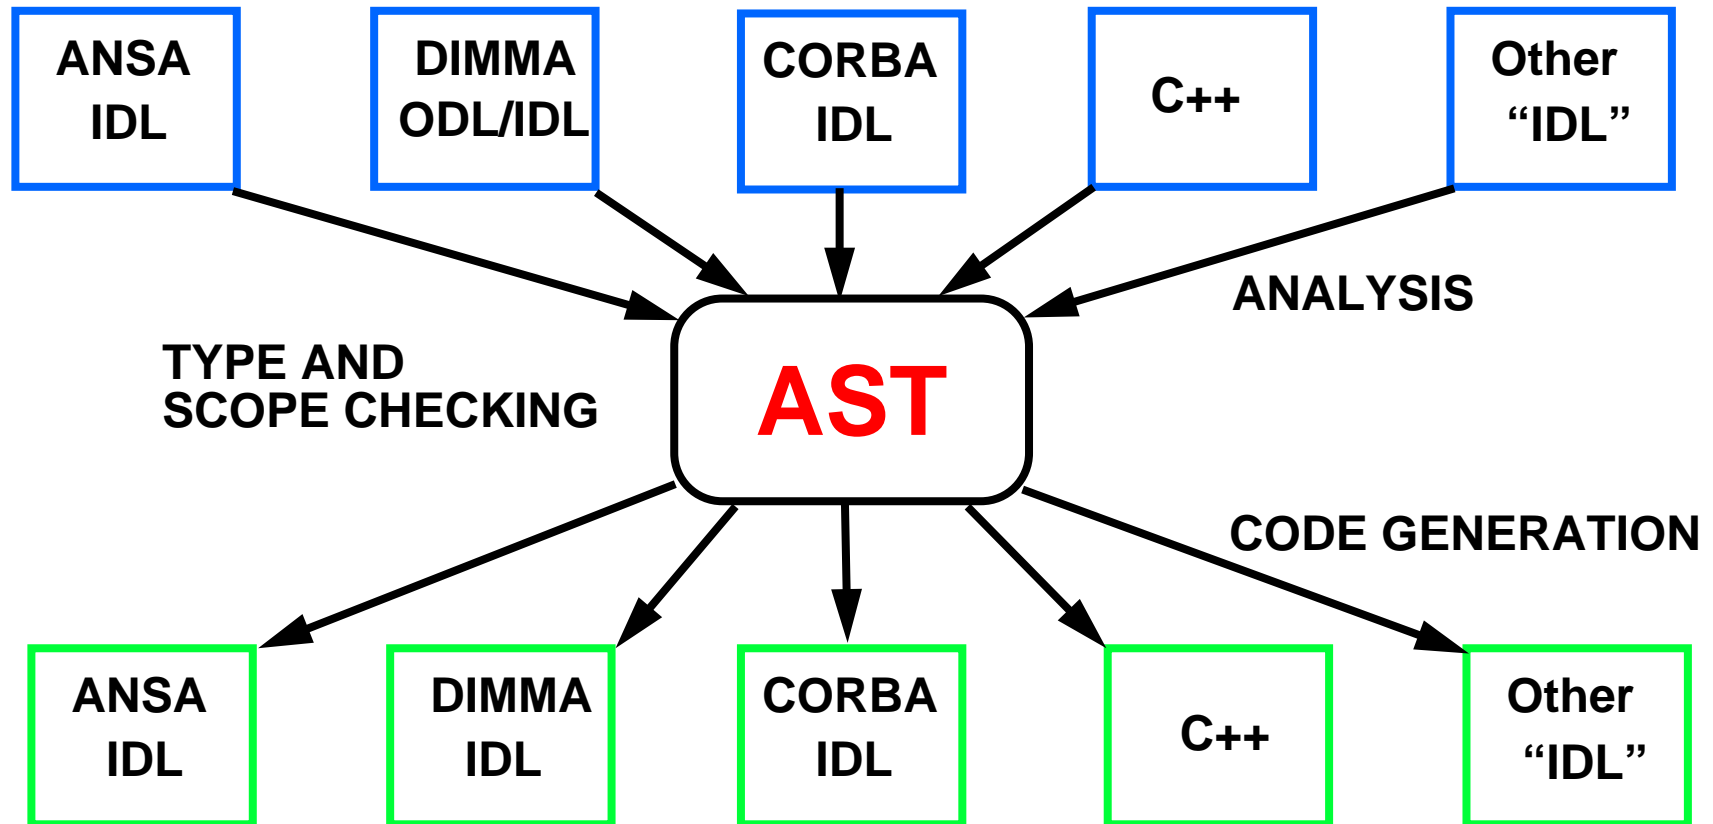 ANSA
IDL
DIMMA
ODL/IDL
CORBA
IDL
C++
Other
“IDL”
ANALYSIS
TYPE AND
SCOPE CHECKING
AST
CODE GENERATION
ANSA
IDL
DIMMA
IDL
CORBA
IDL
C++
Other
“IDL”